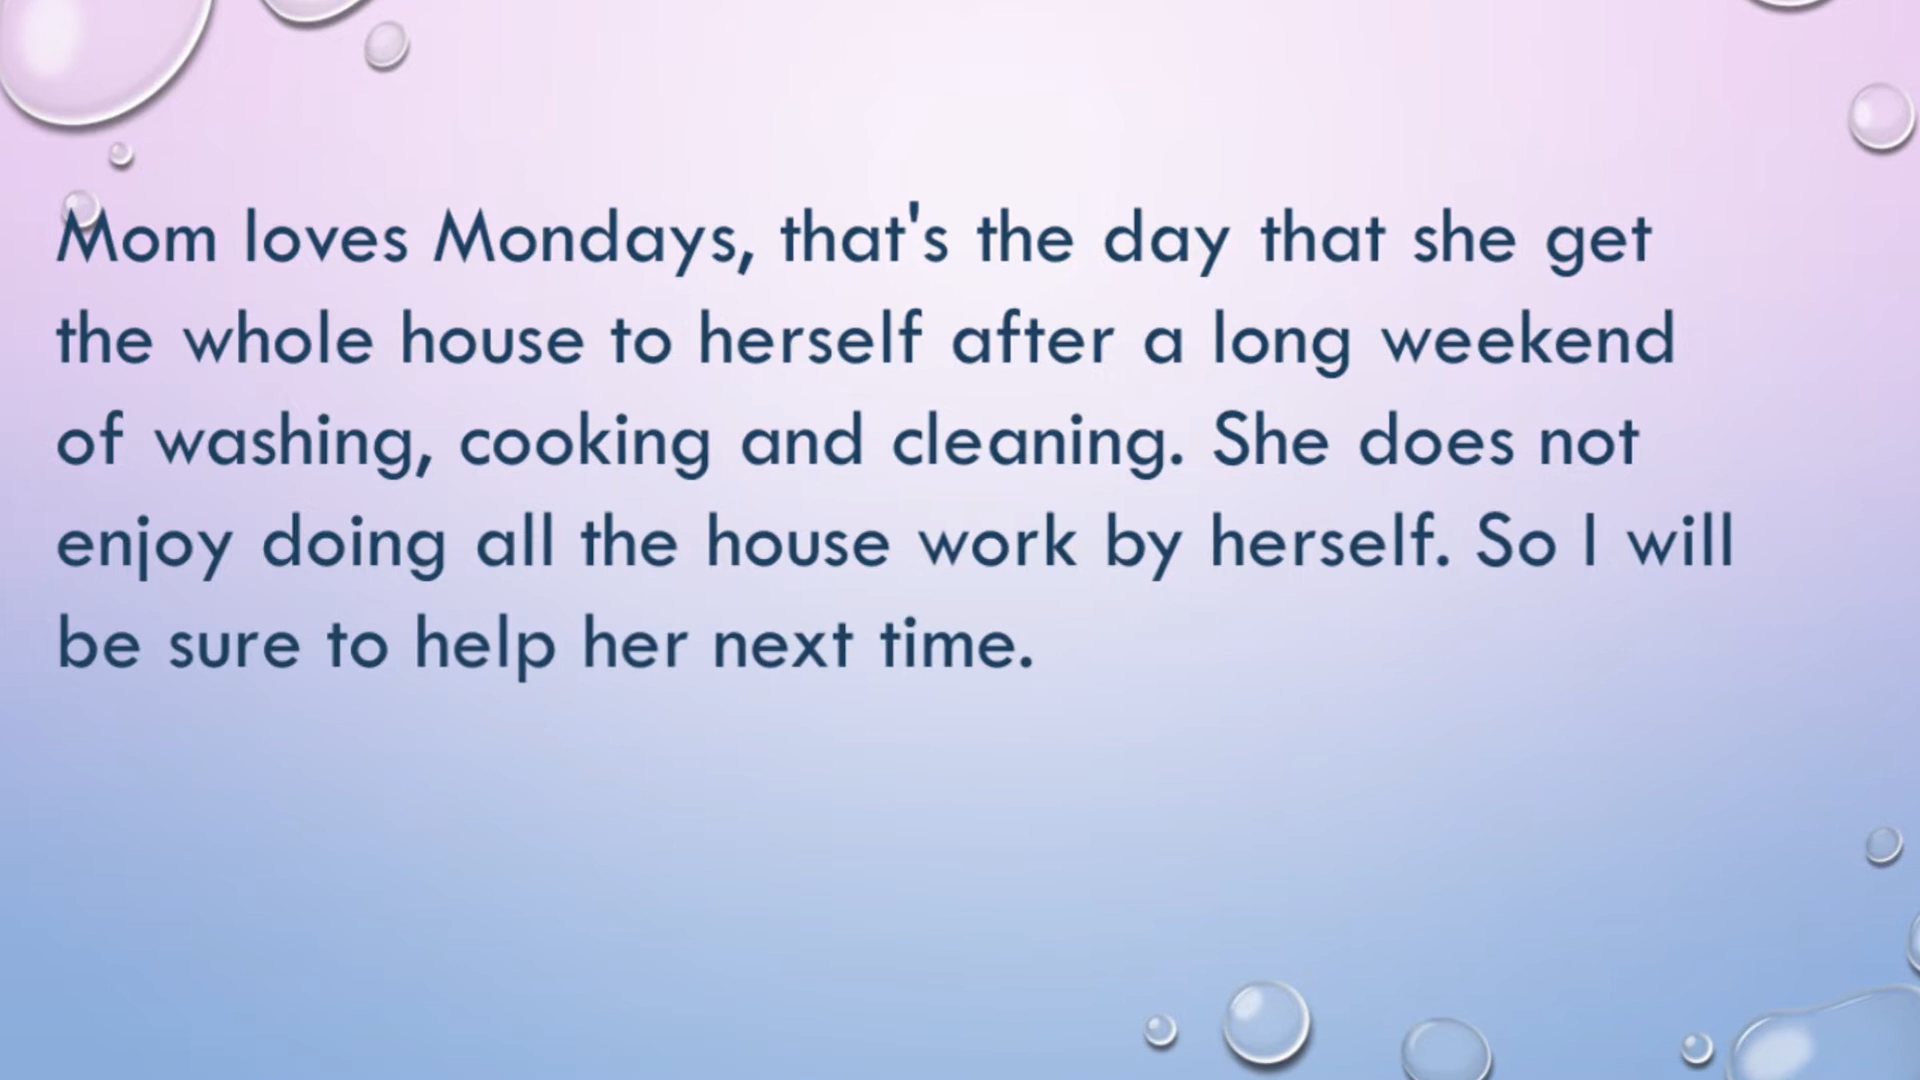 Mom loves Mondays, that's the day that she get
the whole house to herself after a long weekend
of washing, cooking and cleaning. She does not
enjoy doing all the house work by herself. So I will
be sure to help her next time.